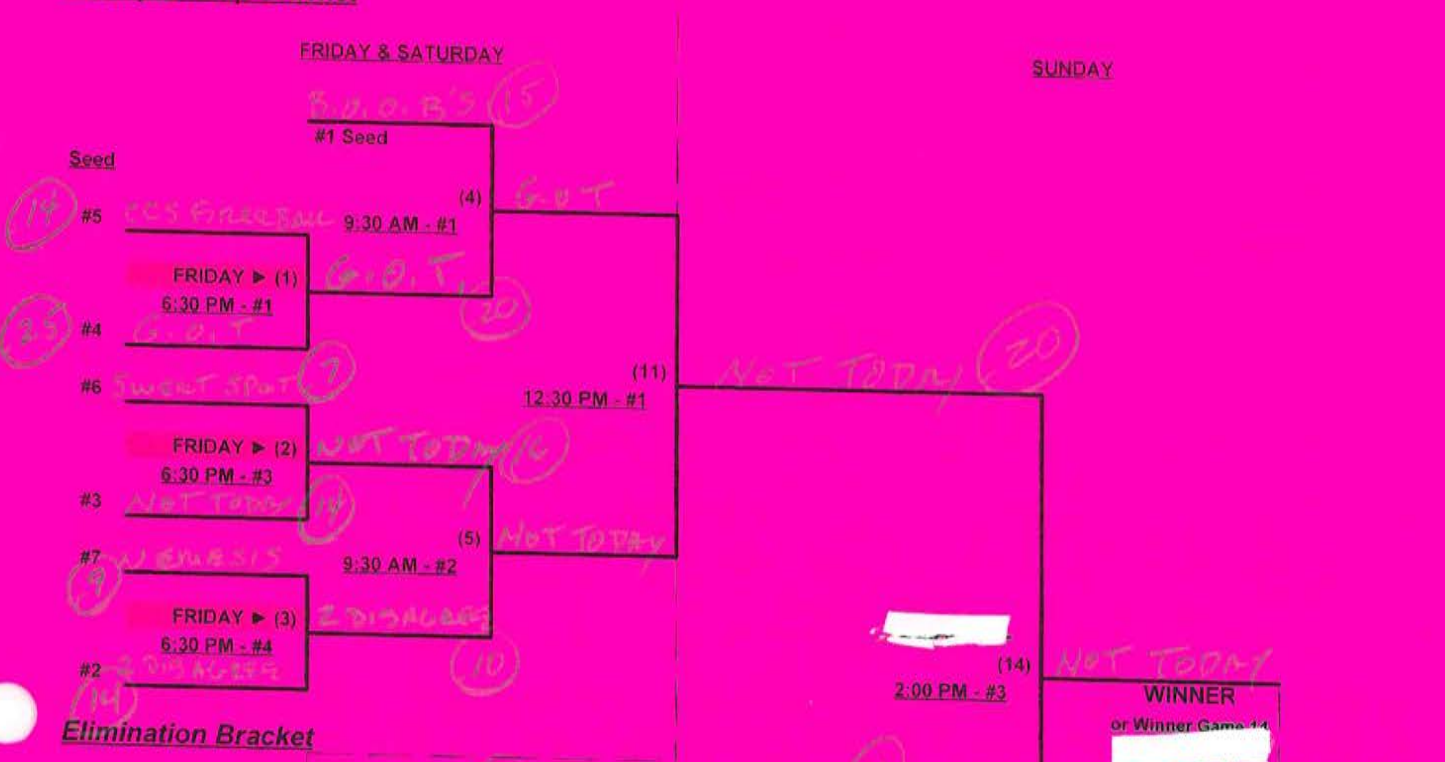 FRIDAY & SATURDAY
SUNDAY
B.O.O.B'S 15
#1 Seed
Seed
(4) G.O.T
14 #5 CCS FIREBALL
9:30 AM - #1
FRIDAY ► (1) G.O.T.
6:30 PM - #1
20
#4 G.O.T
NOT TODAY 20
#6 SWEET SPOT 7
(11)
12:30 PM - #1
FRIDAY ► (2) NOT TODAY 16
6:30 PM - #3
#3 NOT TODAY
(5) NOT TODAY
#7 NEMESIS
9
9:30 AM - #2
FRIDAY ► (3) 2 DISAGREE
6:30 PM - #4
10
#2 2 DISAGREE
14
(14) NOT TODAY
2:00 PM - #3
WINNER
or Winner Game 14
Elimination Bracket